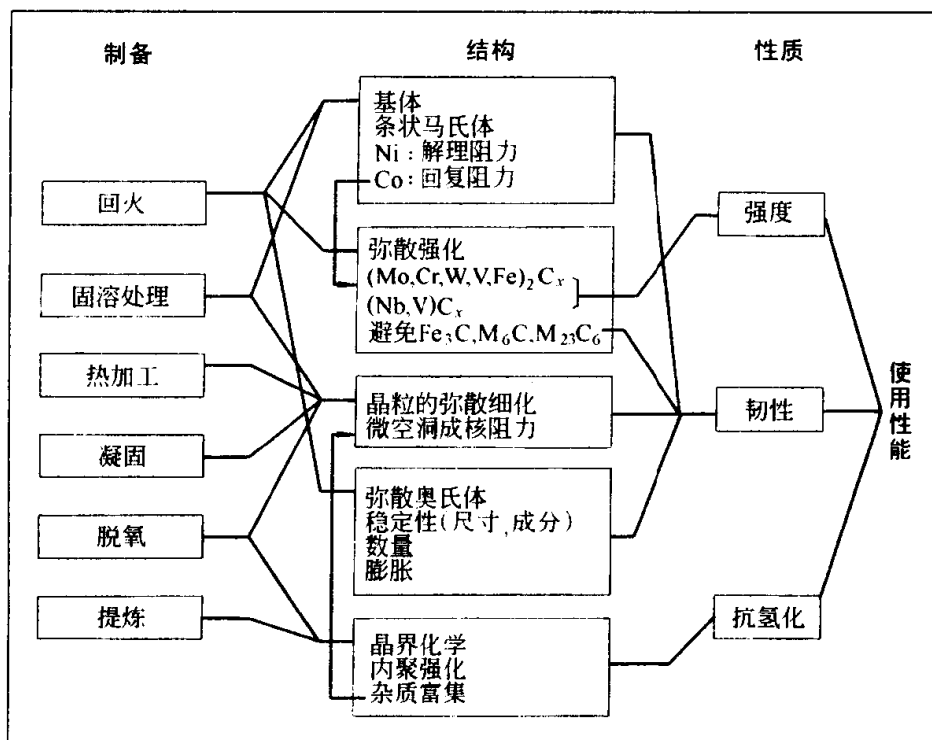 制备
结构
性质
回火
固溶处理
热加工
凝固
脱氧
提炼
基体
条状马氏体
Ni：解理阻力
Co：回复阻力
弥散强化
(Mo,Cr,W,V,Fe)₂Cₓ
(Nb,V)Cₓ
避免Fe₃C,M₆C,M₂₃C₆
晶粒的弥散细化
微空洞成核阻力
弥散奥氏体
稳定性(尺寸,成分)
数量
膨胀
晶界化学
内聚强化
杂质富集
强度
韧性
抗氢化
使用性能